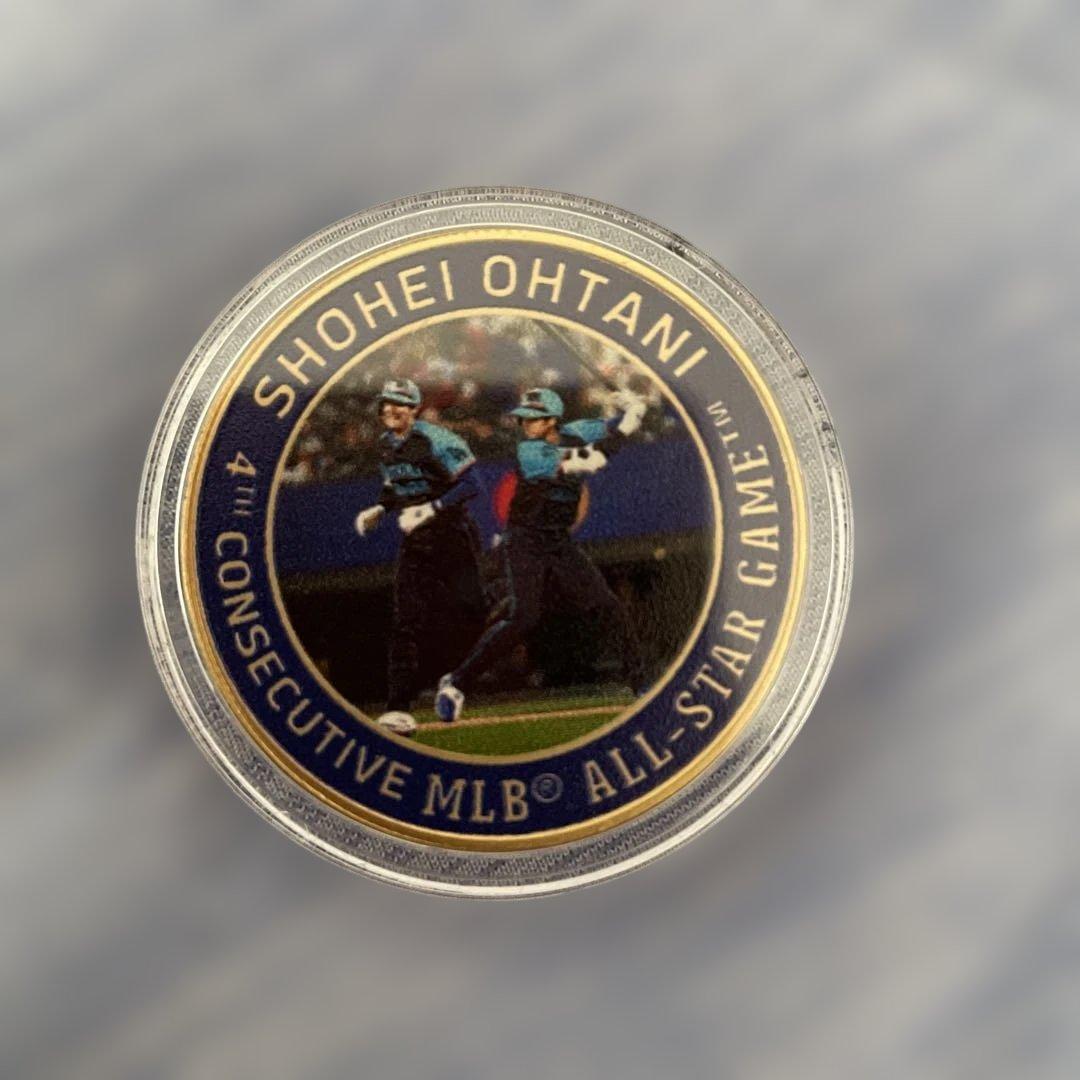 SHOHEI OHTANI
4TH CONSECUTIVE MLB® ALL-STAR GAME™